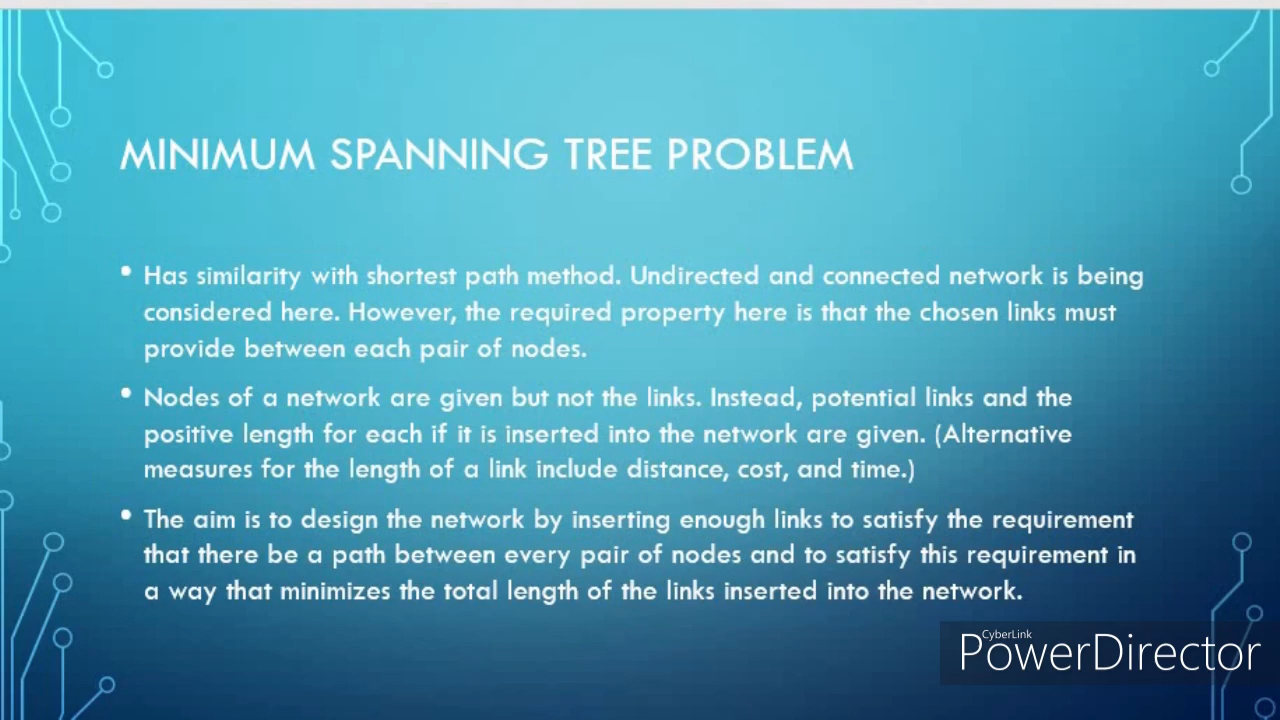 MINIMUM SPANNING TREE PROBLEM
• Has similarity with shortest path method. Undirected and connected network is being
considered here. However, the required property here is that the chosen links must
provide between each pair of nodes.
• Nodes of a network are given but not the links. Instead, potential links and the
positive length for each if it is inserted into the network are given. (Alternative
measures for the length of a link include distance, cost, and time.)
• The aim is to design the network by inserting enough links to satisfy the requirement
that there be a path between every pair of nodes and to satisfy this requirement in
a way that minimizes the total length of the links inserted into the network.
CyberLink
PowerDirector